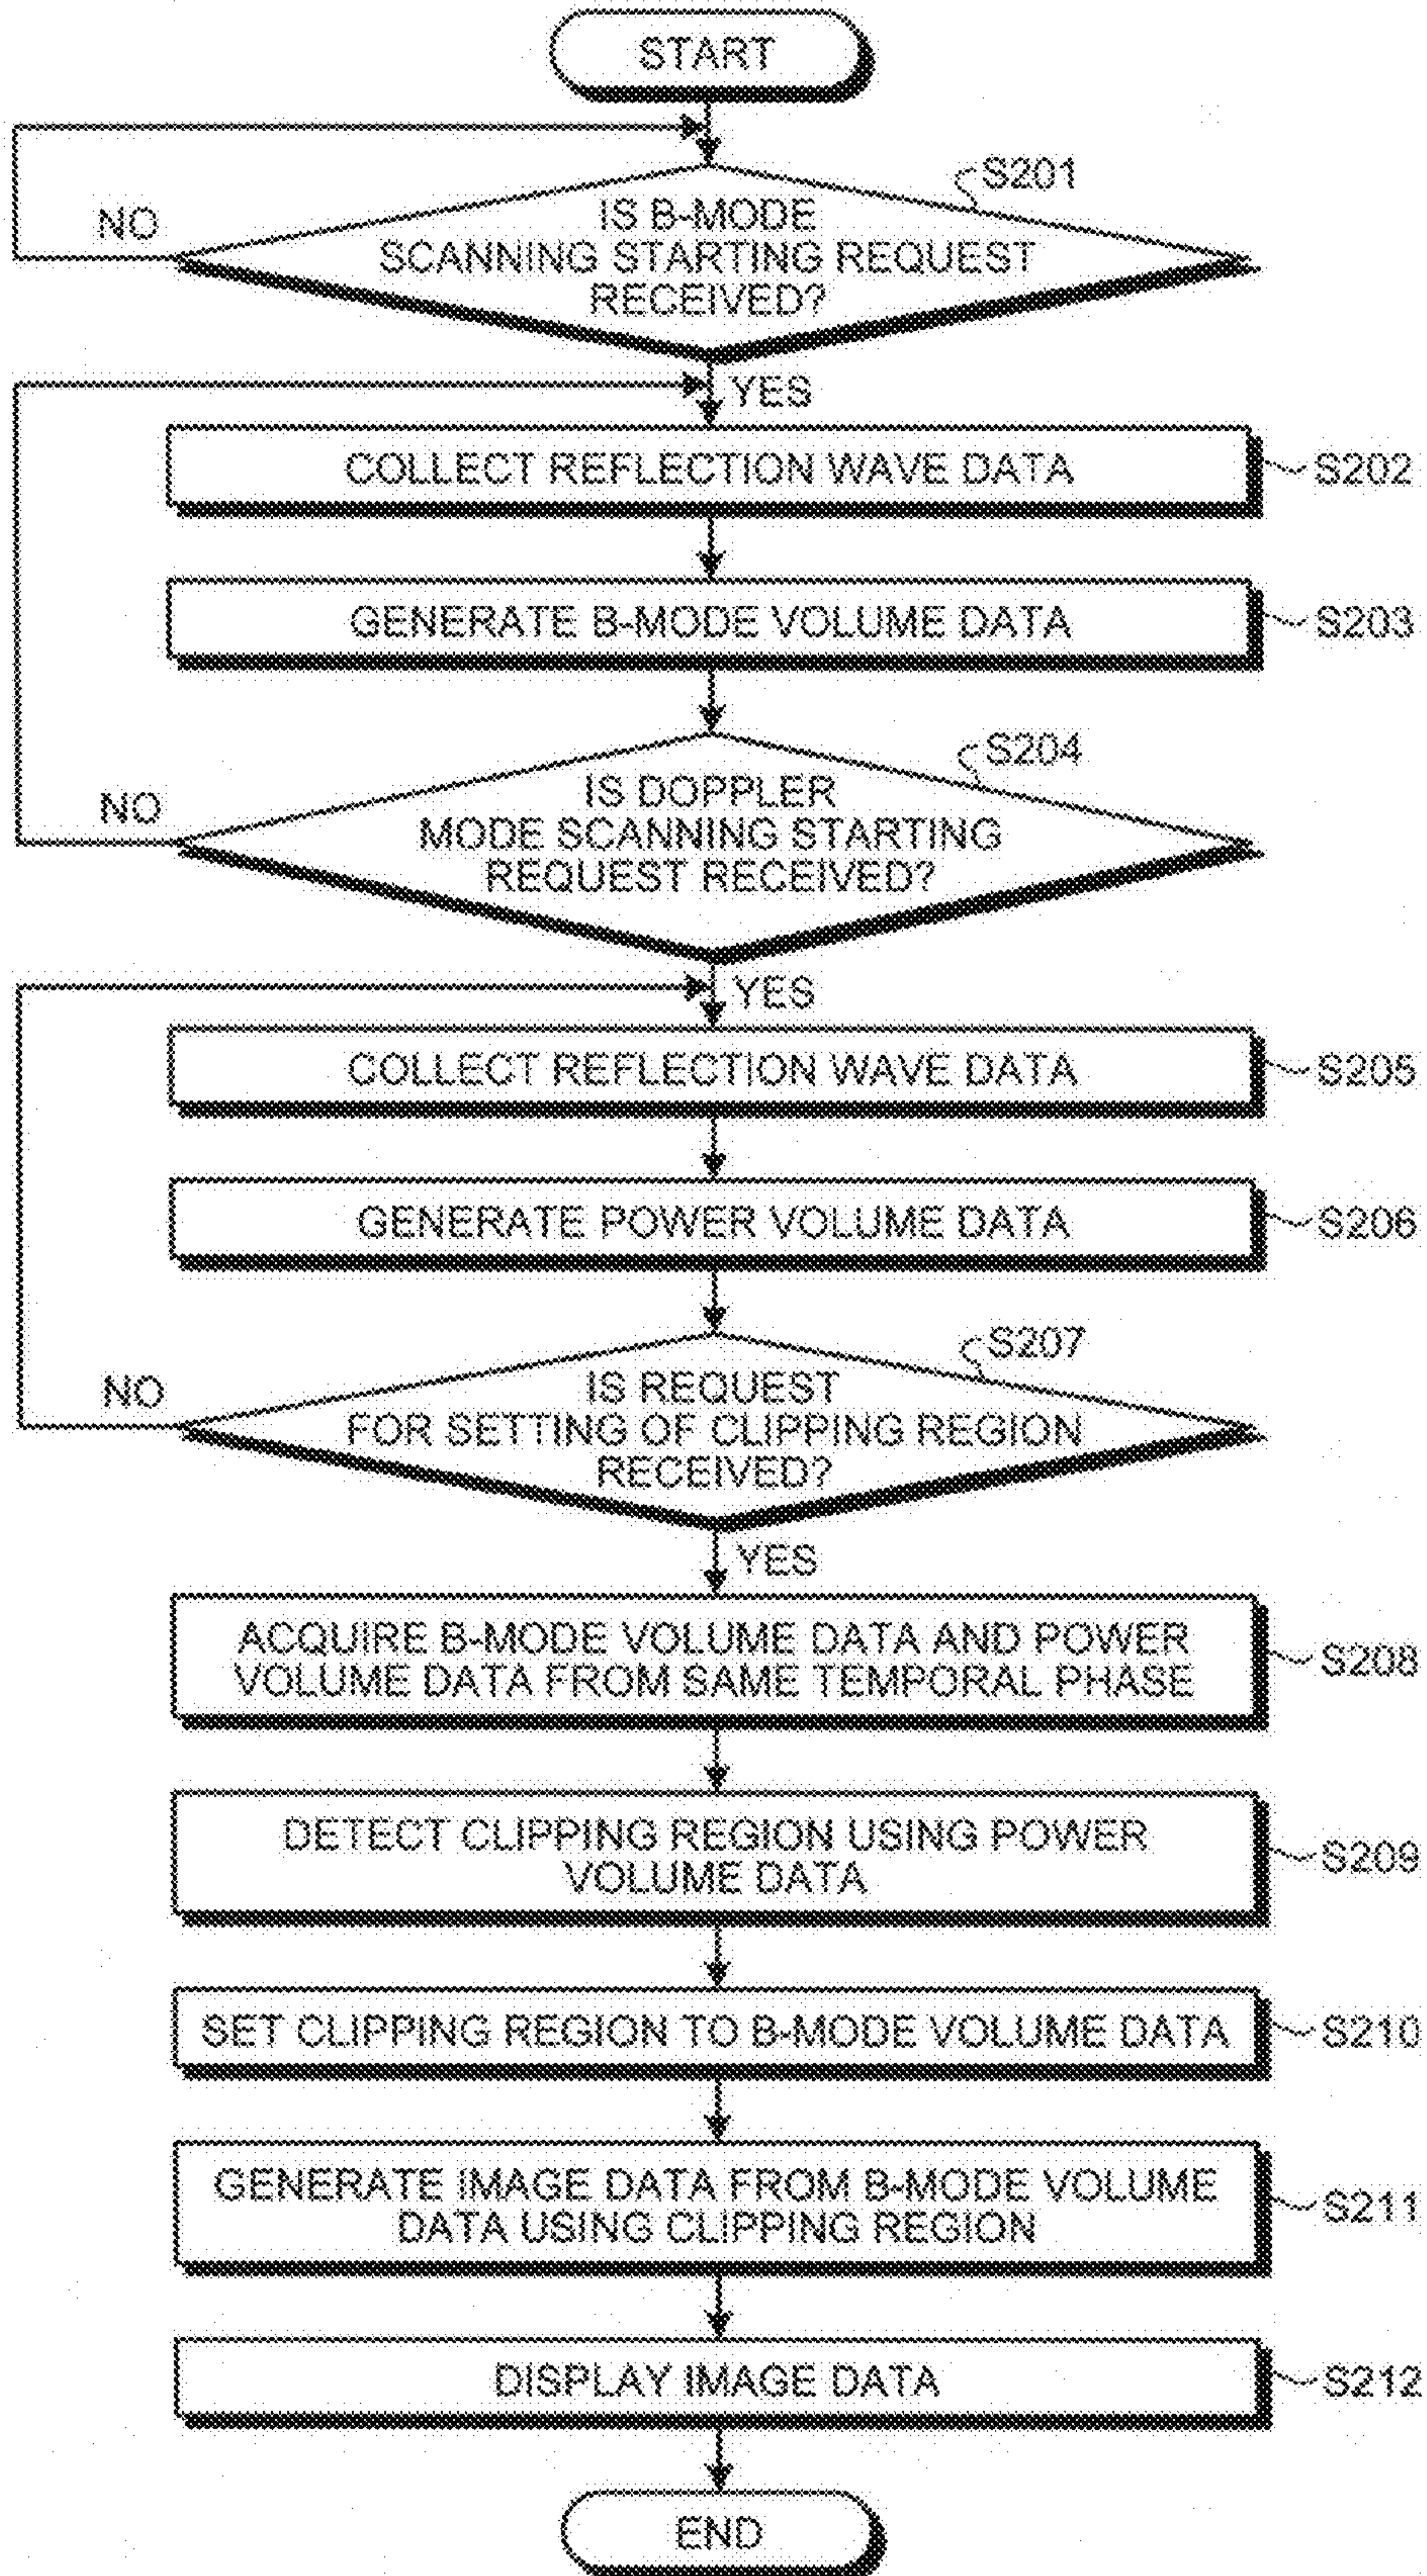 START
S201
IS B-MODE
SCANNING STARTING REQUEST
RECEIVED?
NO
YES
COLLECT REFLECTION WAVE DATA
S202
GENERATE B-MODE VOLUME DATA
S203
S204
IS DOPPLER
MODE SCANNING STARTING
REQUEST RECEIVED?
NO
YES
COLLECT REFLECTION WAVE DATA
S205
GENERATE POWER VOLUME DATA
S206
S207
IS REQUEST
FOR SETTING OF CLIPPING REGION
RECEIVED?
NO
YES
ACQUIRE B-MODE VOLUME DATA AND POWER
VOLUME DATA FROM SAME TEMPORAL PHASE
S208
DETECT CLIPPING REGION USING POWER
VOLUME DATA
S209
SET CLIPPING REGION TO B-MODE VOLUME DATA
S210
GENERATE IMAGE DATA FROM B-MODE VOLUME
DATA USING CLIPPING REGION
S211
DISPLAY IMAGE DATA
S212
END